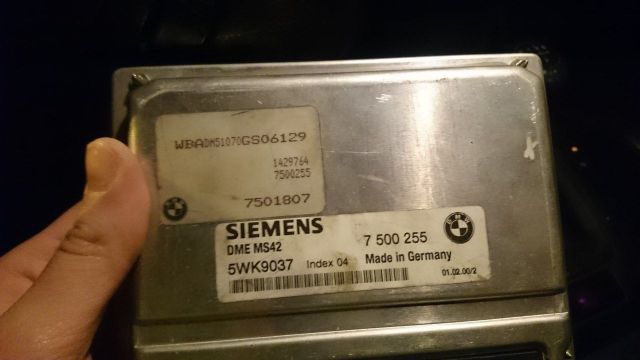 WBADM51070GS06129
1429764
7500255
7501807
SIEMENS
DME MS42
7 500 255
5WK9037 Index 04 Made in Germany
01.02.00/2
BMW